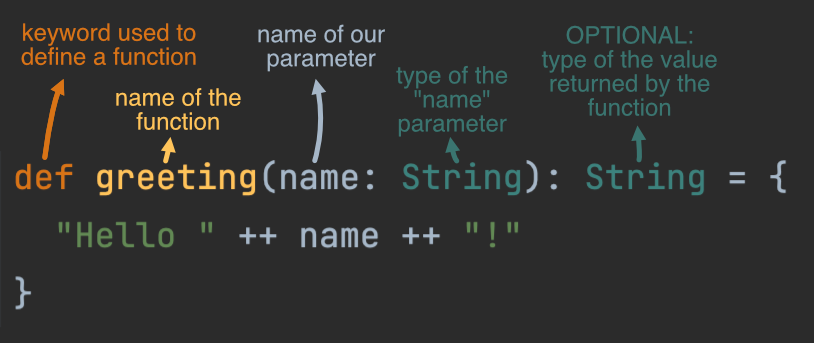 keyword used to
define a function
name of our
parameter
name of the
function
type of the
"name"
parameter
OPTIONAL:
type of the value
returned by the
function
def greeting(name: String): String = {
  "Hello " ++ name ++ "!"
}